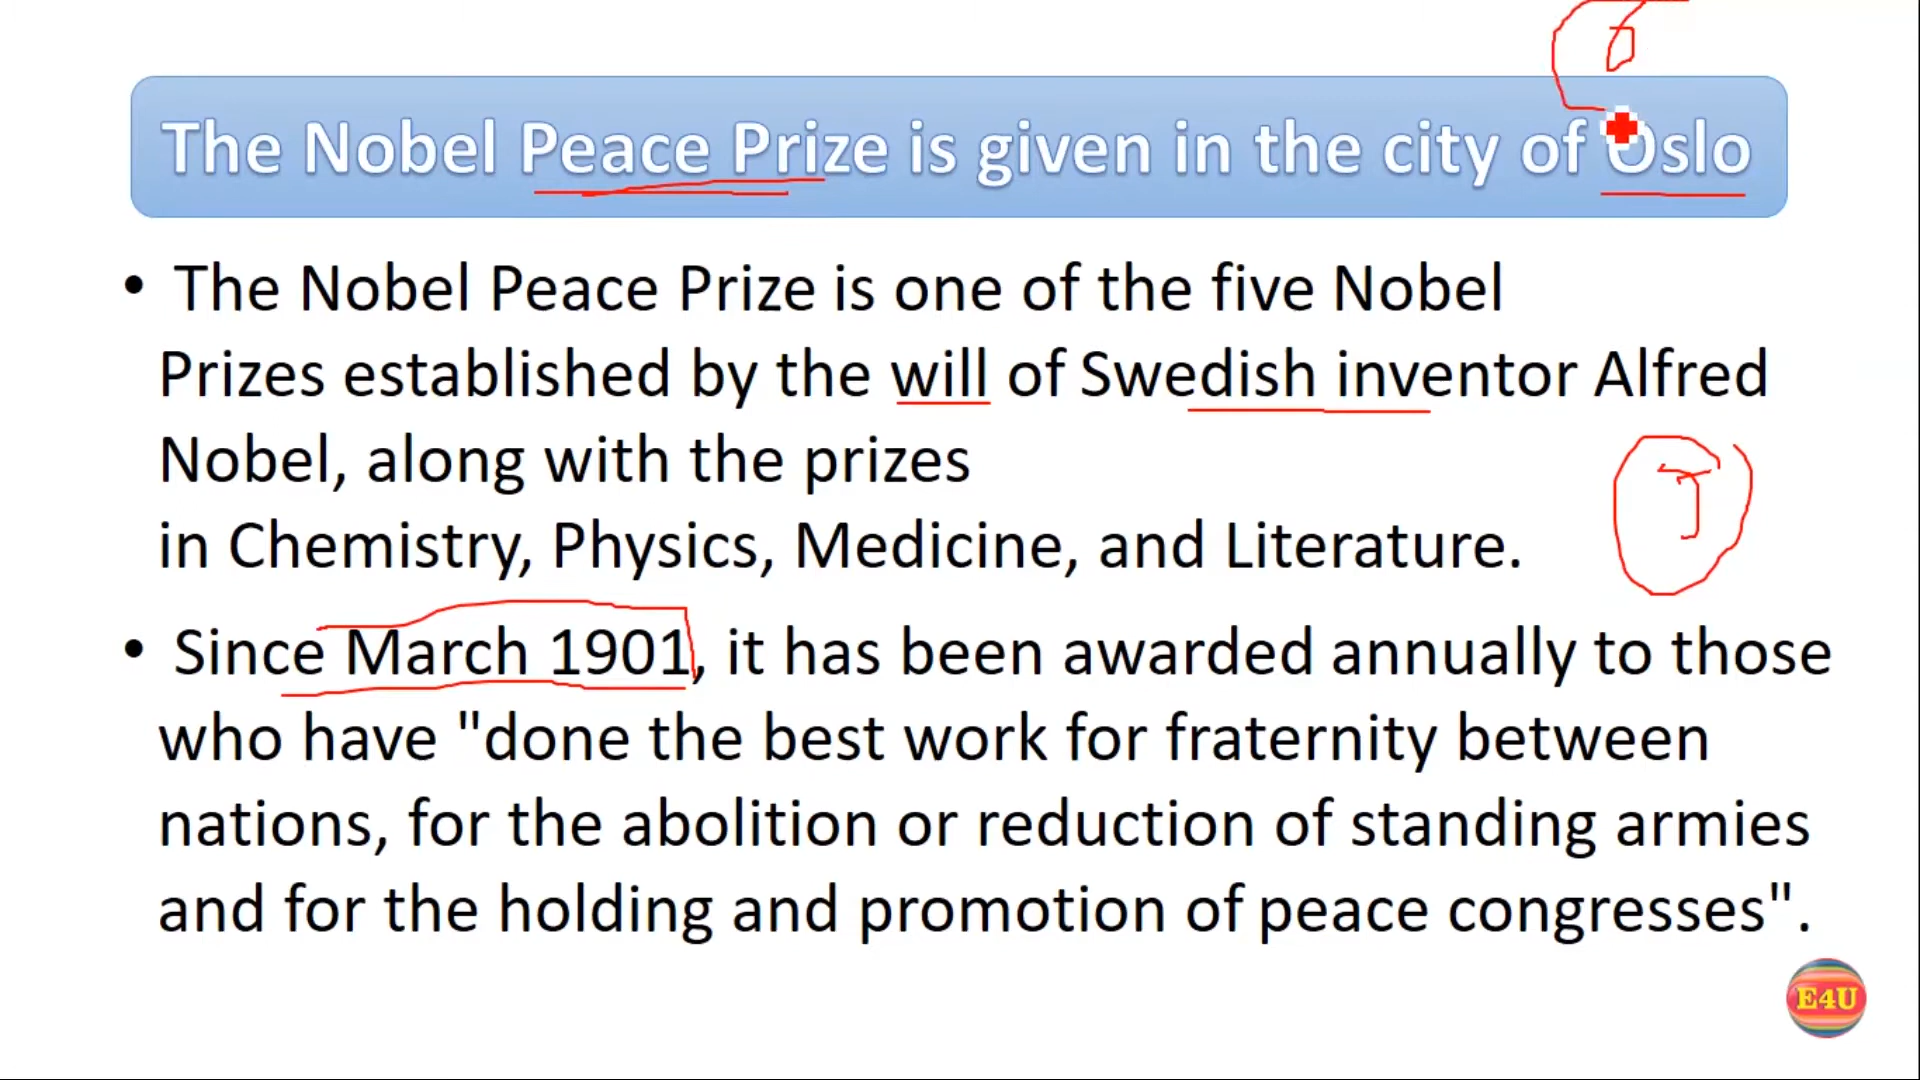 The Nobel Peace Prize is given in the city of Oslo
• The Nobel Peace Prize is one of the five Nobel
Prizes established by the will of Swedish inventor Alfred
Nobel, along with the prizes
in Chemistry, Physics, Medicine, and Literature.
• Since March 1901, it has been awarded annually to those
who have "done the best work for fraternity between
nations, for the abolition or reduction of standing armies
and for the holding and promotion of peace congresses".
E4U